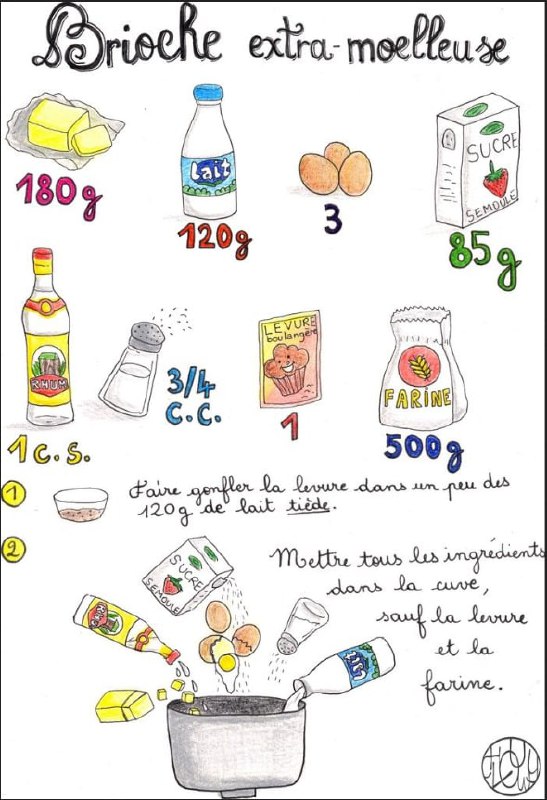 Brioche extra-moelleuse
180g
lait
120g
3
SUCRE
SEMOULE
85g
RHUM
1 c.s.
3/4
c.c.
LEVURE
boulangère
1
FARINE
500g
1
Faire gonfler la levure dans un peu des
120g de lait tiède.
2
SUCRE
SEMOULE
lait
Mettre tous les ingrédients
dans la cuve,
sauf la levure
et la
farine.